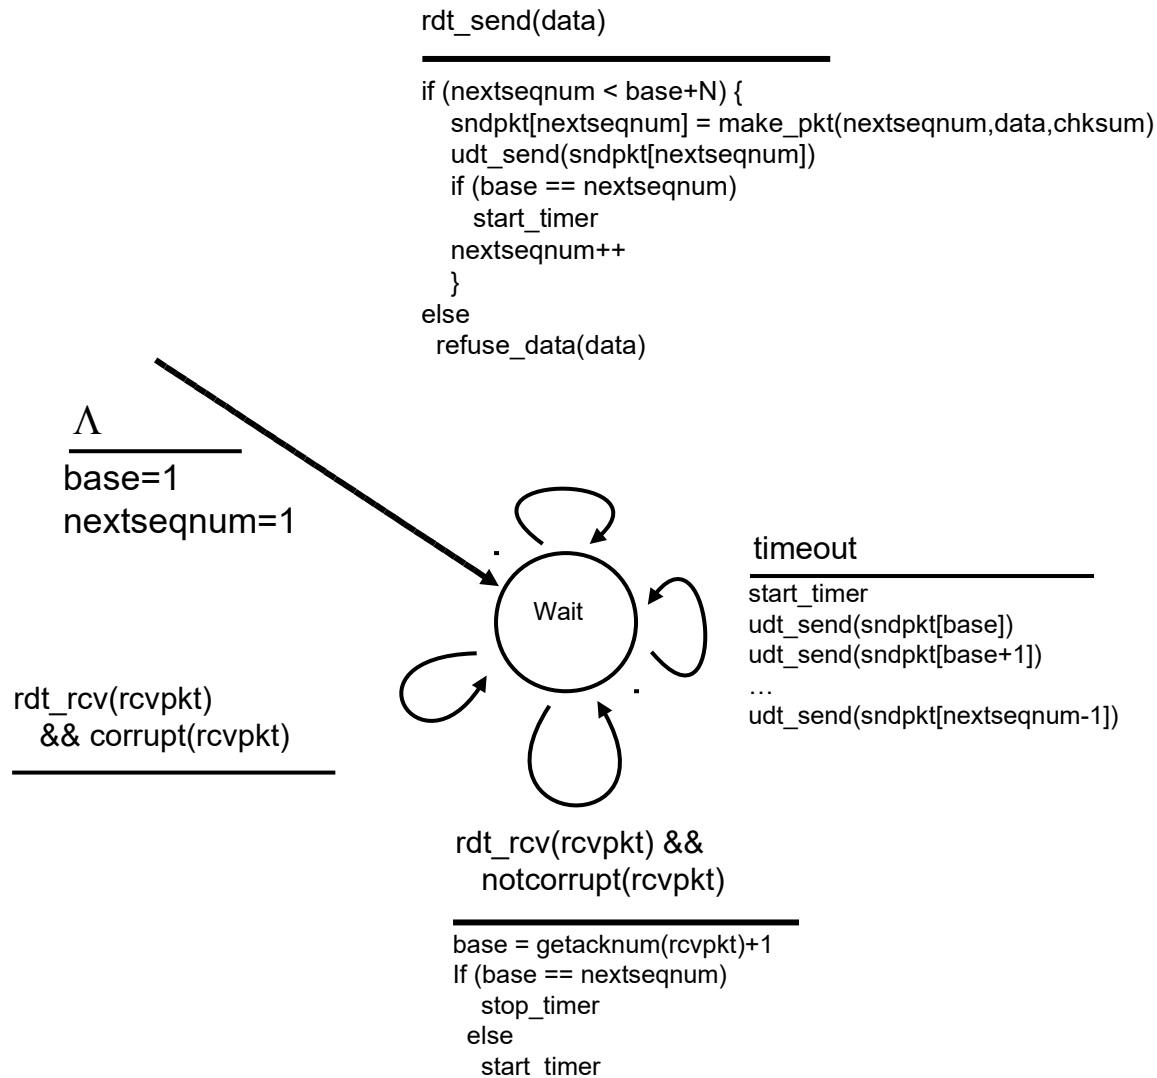 rdt_send(data)
if (nextseqnum < base+N) {
sndpkt[nextseqnum] = make_pkt(nextseqnum,data,chksum)
udt_send(sndpkt[nextseqnum])
if (base == nextseqnum)
start_timer
nextseqnum++
}
else
refuse_data(data)
Λ
base=1
nextseqnum=1
Wait
timeout
start_timer
udt_send(sndpkt[base])
udt_send(sndpkt[base+1])
…
udt_send(sndpkt[nextseqnum-1])
rdt_rcv(rcvpkt)
&& corrupt(rcvpkt)
rdt_rcv(rcvpkt) &&
notcorrupt(rcvpkt)
base = getacknum(rcvpkt)+1
If (base == nextseqnum)
stop_timer
else
start_timer